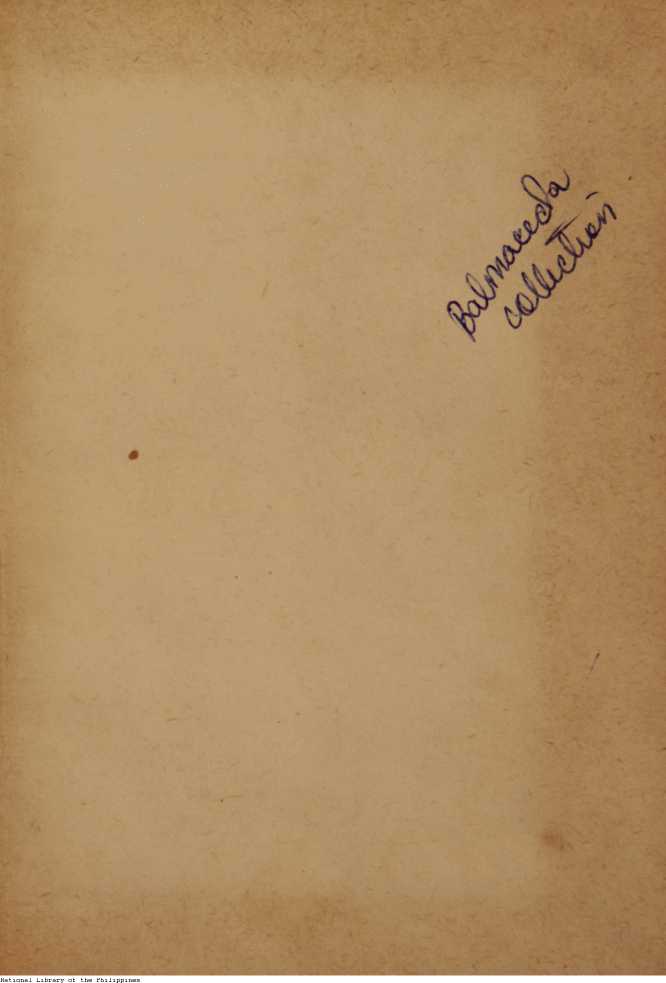 Balmaceda
collection
National Library of the Philippines